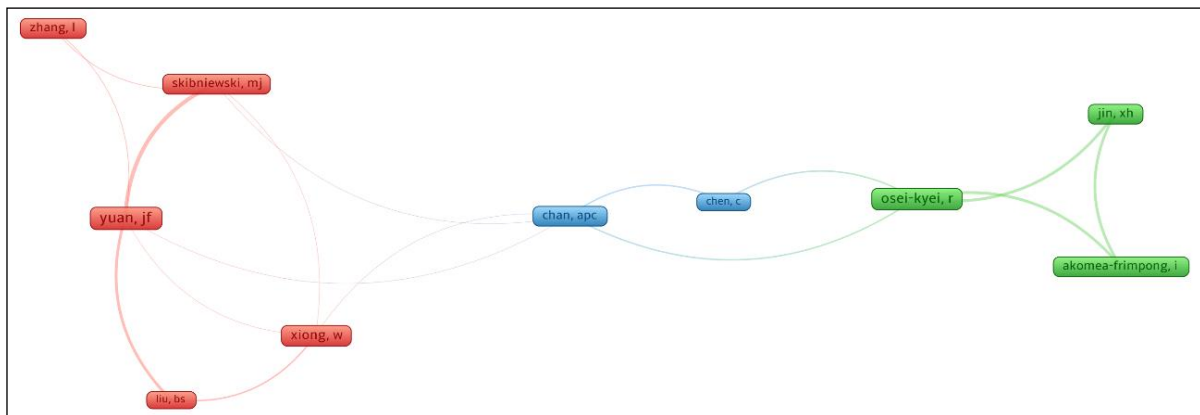 zhang, l
skibniewski, mj
jin, xh
chen, c
osei-kyei, r
yuan, jf
chan, apc
akomea-frimpong, i
xiong, w
liu, bs